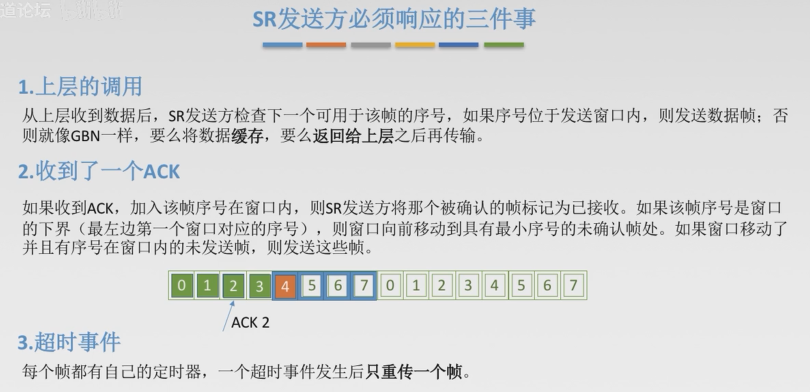 道论坛
SR发送方必须响应的三件事
1.上层的调用
从上层收到数据后，SR发送方检查下一个可用于该帧的序号，如果序号位于发送窗口内，则发送数据帧；否
则就像GBN一样，要么将数据缓存，要么返回给上层之后再传输。
2.收到了一个ACK
如果收到ACK，加入该帧序号在窗口内，则SR发送方将那个被确认的帧标记为已接收。如果该帧序号是窗口
的下界（最左边第一个窗口对应的序号），则窗口向前移动到具有最小序号的未确认帧处。如果窗口移动了
并且有序号在窗口内的未发送帧，则发送这些帧。
0 1 2 3 4 5 6 7 0 1 2 3 4 5 6 7
ACK 2
3.超时事件
每个帧都有自己的定时器，一个超时事件发生后只重传一个帧。